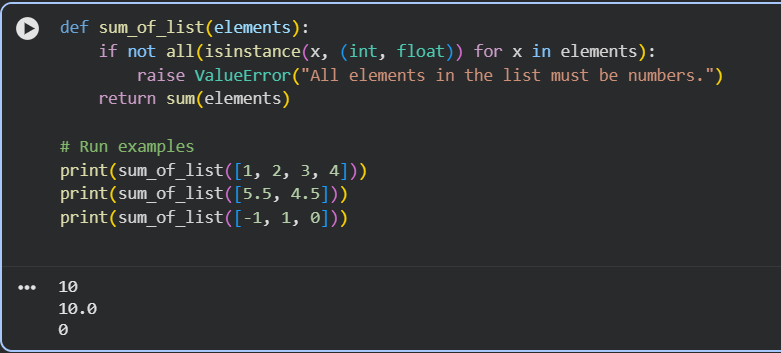 def sum_of_list(elements):
    if not all(isinstance(x, (int, float)) for x in elements):
        raise ValueError("All elements in the list must be numbers.")
    return sum(elements)

# Run examples
print(sum_of_list([1, 2, 3, 4]))
print(sum_of_list([5.5, 4.5]))
print(sum_of_list([-1, 1, 0]))
10
10.0
0